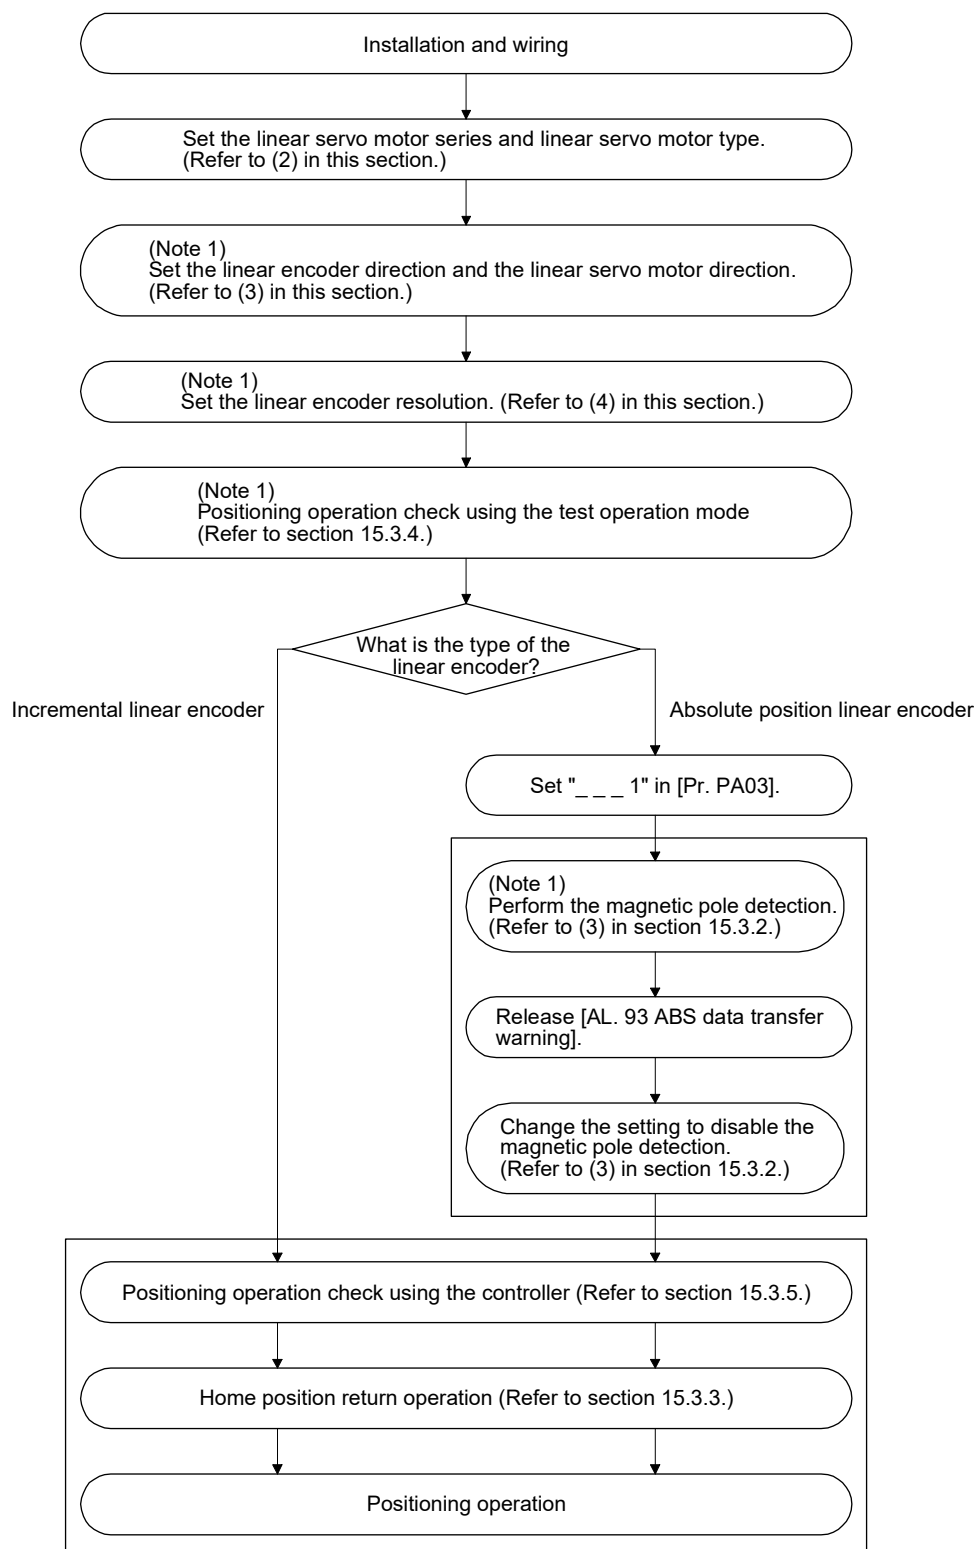 Installation and wiring
Set the linear servo motor series and linear servo motor type.
(Refer to (2) in this section.)
(Note 1)
Set the linear encoder direction and the linear servo motor direction.
(Refer to (3) in this section.)
(Note 1)
Set the linear encoder resolution. (Refer to (4) in this section.)
(Note 1)
Positioning operation check using the test operation mode
(Refer to section 15.3.4.)
What is the type of the
linear encoder?
Incremental linear encoder
Absolute position linear encoder
Set "_ _ _ 1" in [Pr. PA03].
(Note 1)
Perform the magnetic pole detection.
(Refer to (3) in section 15.3.2.)
Release [AL. 93 ABS data transfer
warning].
Change the setting to disable the
magnetic pole detection.
(Refer to (3) in section 15.3.2.)
Positioning operation check using the controller (Refer to section 15.3.5.)
Home position return operation (Refer to section 15.3.3.)
Positioning operation